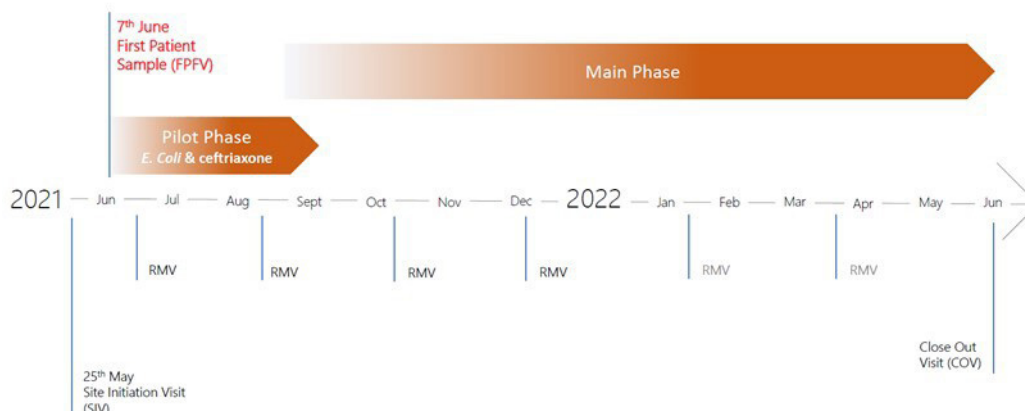 7th June
First Patient
Sample (FPFV)
Main Phase
Pilot Phase
E. Coli & ceftriaxone
2021 Jun Jul Aug Sept Oct Nov Dec 2022 Jan Feb Mar Apr May Jun
RMV RMV RMV RMV RMV RMV
Close Out
Visit (COV)
25th May
Site Initiation Visit
(SIV)